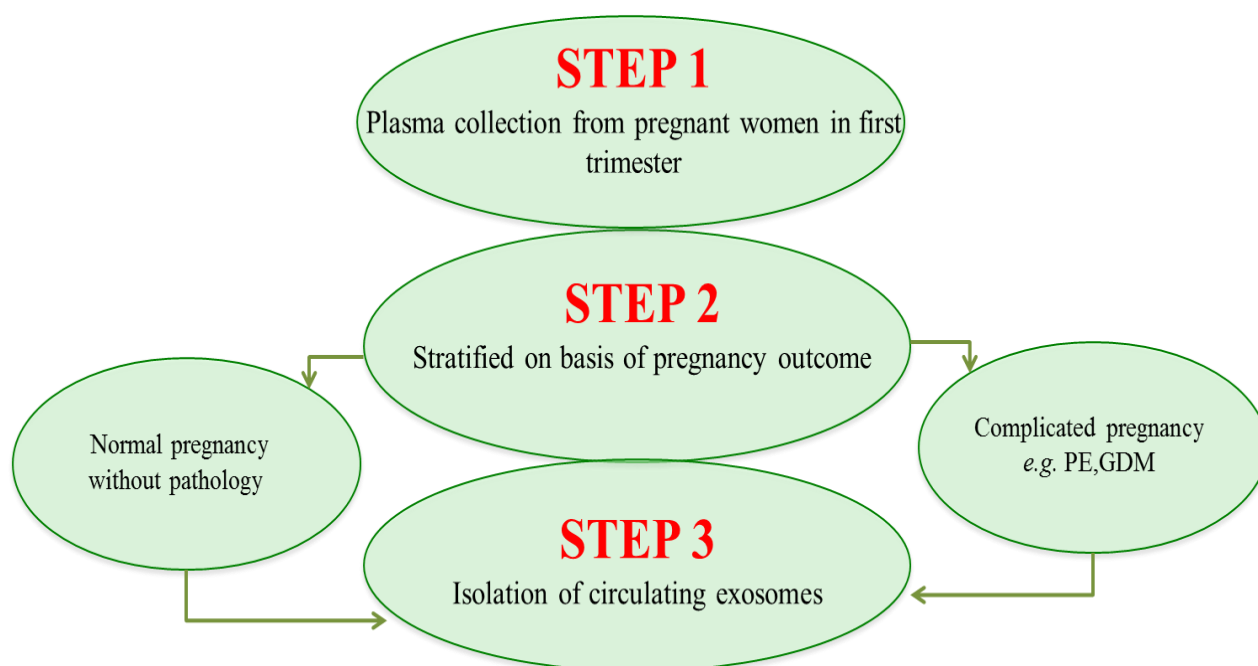 STEP 1
Plasma collection from pregnant women in first
trimester
STEP 2
Stratified on basis of pregnancy outcome
Normal pregnancy
without pathology
Complicated pregnancy
e.g. PE,GDM
STEP 3
Isolation of circulating exosomes